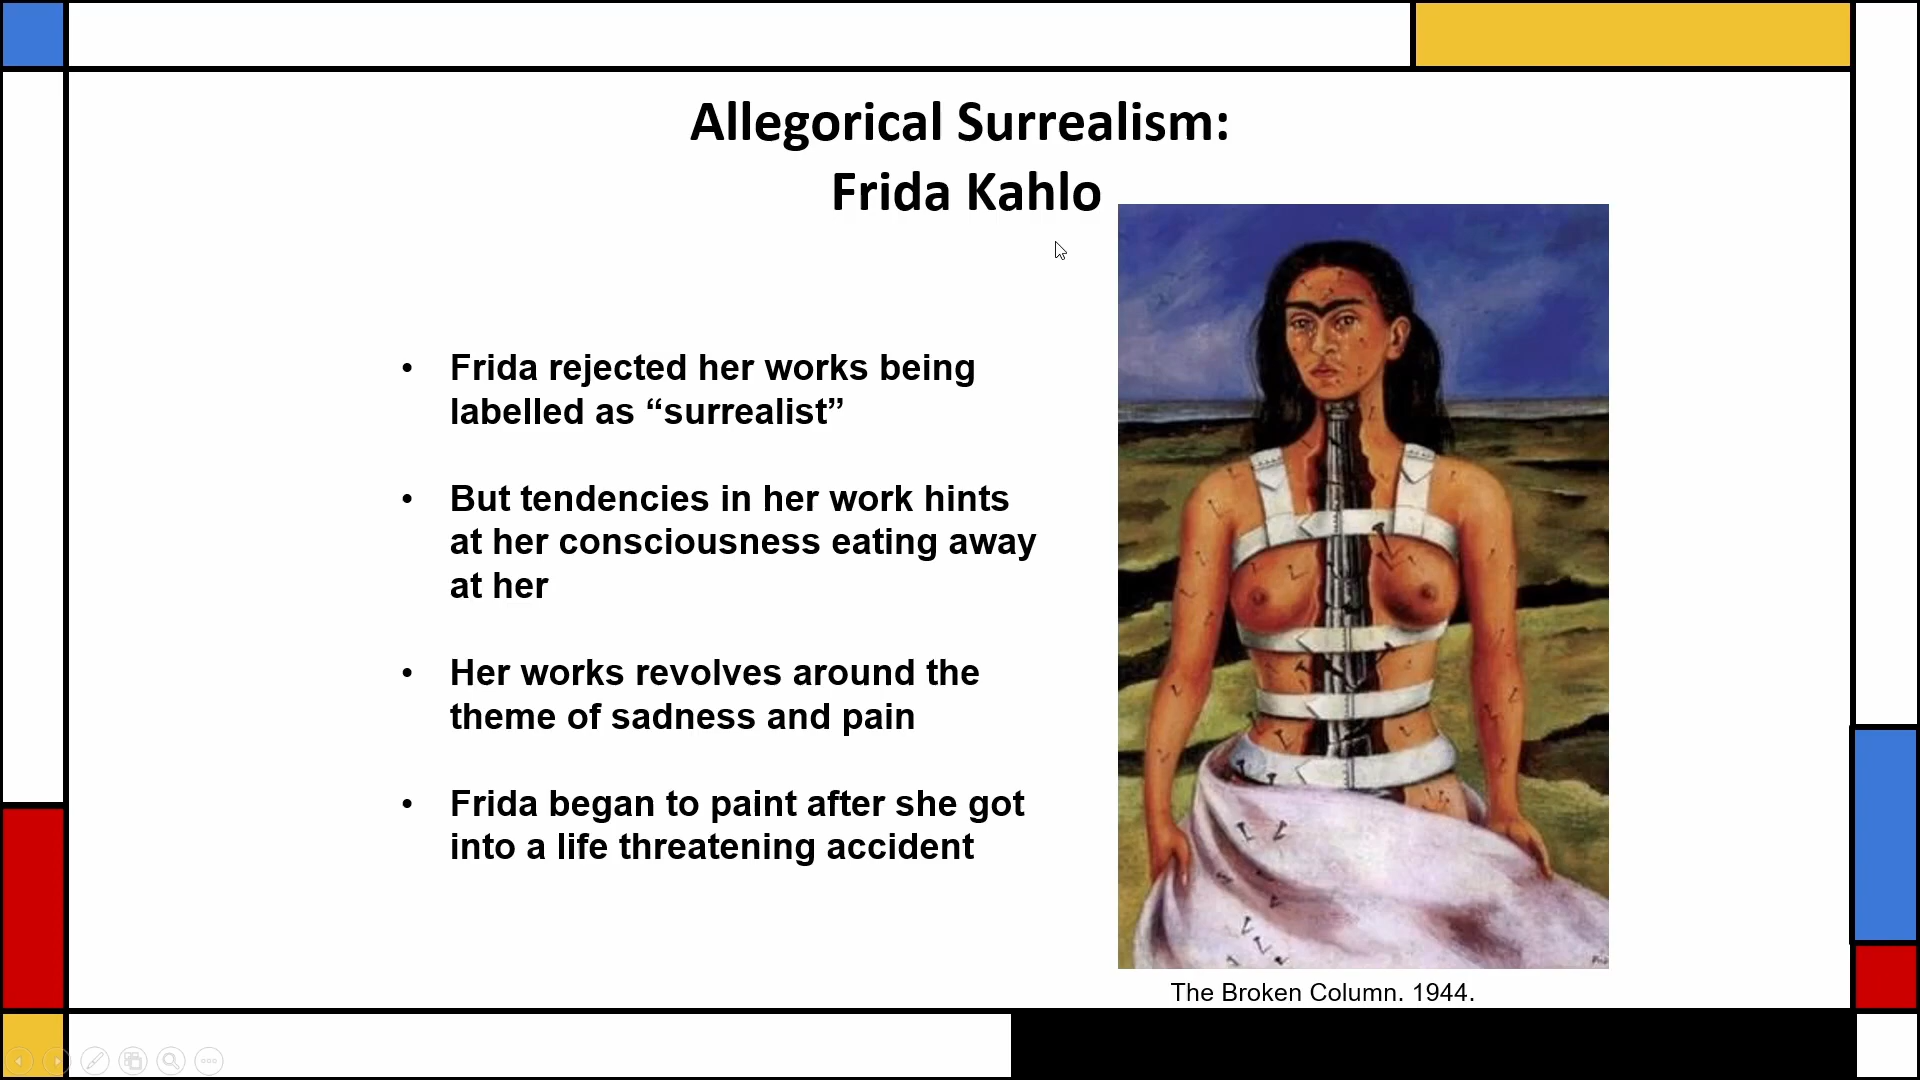 Allegorical Surrealism:
Frida Kahlo
• Frida rejected her works being
labelled as “surrealist”
• But tendencies in her work hints
at her consciousness eating away
at her
• Her works revolves around the
theme of sadness and pain
• Frida began to paint after she got
into a life threatening accident
The Broken Column. 1944.